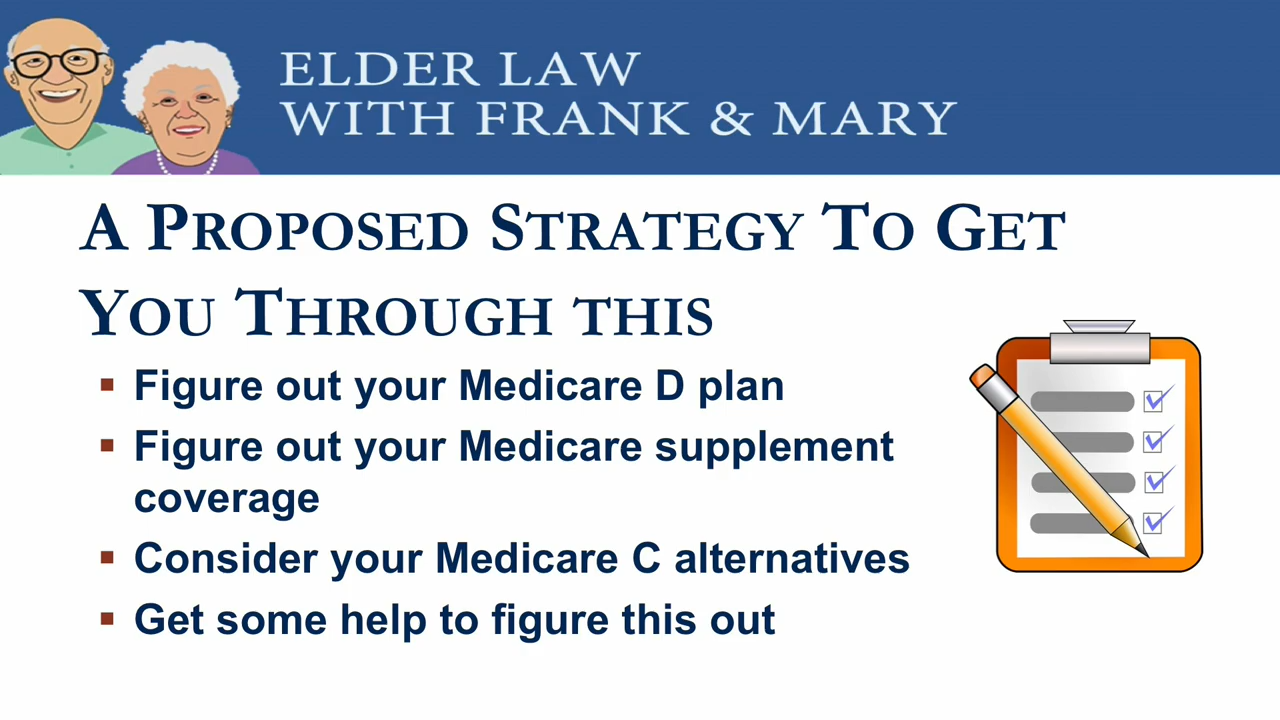 ELDER LAW
WITH FRANK & MARY
A PROPOSED STRATEGY TO GET
YOU THROUGH THIS
▪ Figure out your Medicare D plan
▪ Figure out your Medicare supplement
coverage
▪ Consider your Medicare C alternatives
▪ Get some help to figure this out